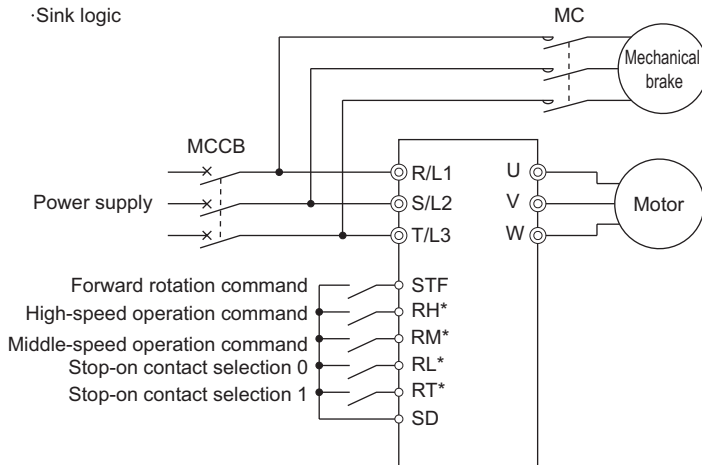 ·Sink logic
MC
Mechanical
brake
MCCB
R/L1
U
Power supply
S/L2
V
Motor
T/L3
W
Forward rotation command
STF
High-speed operation command
RH*
Middle-speed operation command
RM*
Stop-on contact selection 0
RL*
Stop-on contact selection 1
RT*
SD